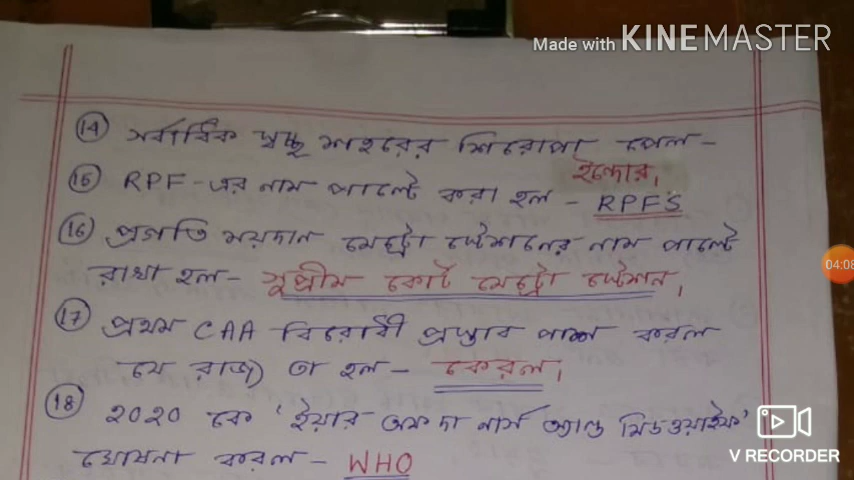 Made with KINEMASTER
(14) সর্বাধিক স্বচ্ছ শহরের শিরোপা পেল -
ইন্দোর।
(15) RPF-এর নাম পাল্টে করা হল - RPFS
(16) প্রগতি ময়দান মেট্রো স্টেশনের নাম পাল্টে
রাখা হল - সুপ্রীম কোর্ট মেট্রো স্টেশন।
04:08
(17) প্রথম CAA বিরোধী প্রস্তাব পাশ করল
যে রাজ্য তা হল - কেরল।
(18) 2020 কে 'ইয়ার অফ দা নার্স অ্যান্ড মিডওয়াইফ'
ঘোষনা করল - WHO
V RECORDER